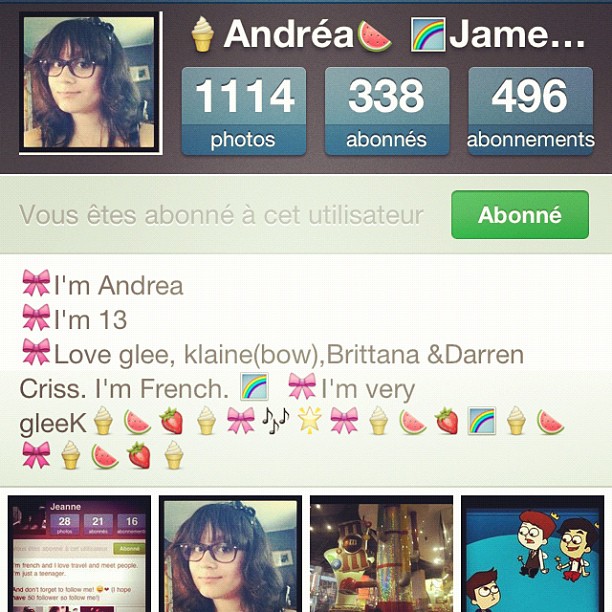 🍦Andréa🍉 🌈Jame...
1114 338 496
photos abonnés abonnements
Vous êtes abonné à cet utilisateur Abonné
🎀I'm Andrea
🎀I'm 13
🎀Love glee, klaine(bow),Brittana &Darren
Criss. I'm French. 🌈 🎀I'm very
gleeK🍦🍉🍓🍦🎀🎶🌟🎀🍦🍉🍓🌈🍦🍉
🎀🍦🍉🍓🍦
Jeanne
28 21 16
photos abonnés abonnements
Vous êtes abonné à cet utilisateur Abonné
I'm french and I love travel and meet people.
I'm just a teenager.
And don't forget to follow me! 😄❤ (I hope
have 50 follower so follow me!)